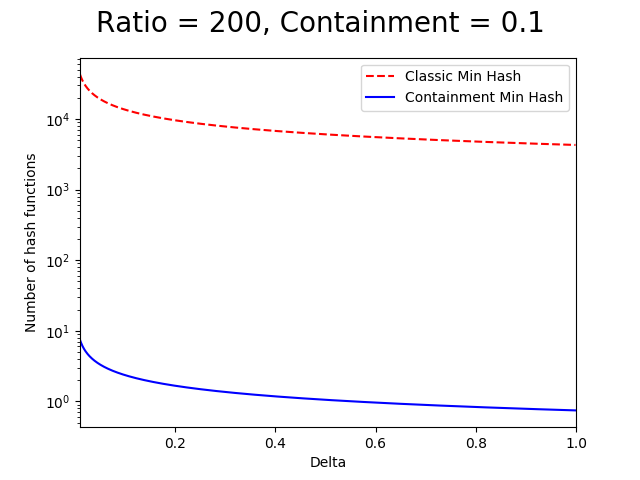 Ratio = 200, Containment = 0.1
Classic Min Hash
Containment Min Hash
Number of hash functions
10^4
10^3
10^2
10^1
10^0
0.2 0.4 0.6 0.8 1.0
Delta